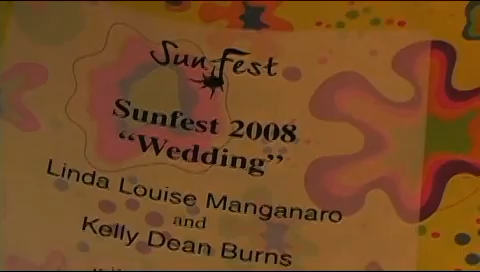 SunFest
Sunfest 2008
“Wedding”
Linda Louise Manganaro
and
Kelly Dean Burns